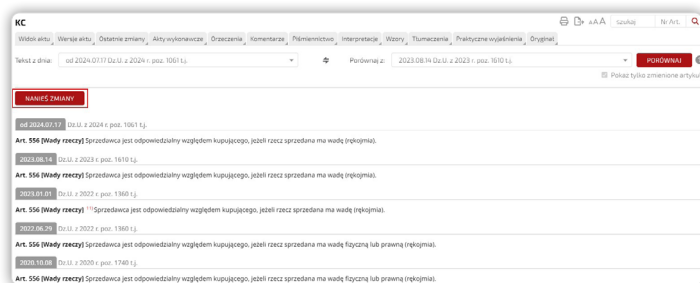 KC
A A A szukaj Nr Art.
Widok aktu Wersje aktu Ostatnie zmiany Akty wykonawcze Orzeczenia Komentarze Piśmiennictwo Interpretacje Wzory Tłumaczenia Praktyczne wyjaśnienia Oryginał
Tekst z dnia: od 2024.07.17 Dz.U. z 2024 r. poz. 1061 t.j. Porównaj z: 2023.08.14 Dz.U. z 2023 r. poz. 1610 t.j. PORÓWNAJ
Pokaż tylko zmienione artykuł
NANIEŚ ZMIANY
od 2024.07.17 Dz.U. z 2024 r. poz. 1061 t.j.
Art. 556 [Wady rzeczy] Sprzedawca jest odpowiedzialny względem kupującego, jeżeli rzecz sprzedana ma wadę (rękojmia).
2023.08.14 Dz.U. z 2023 r. poz. 1610 t.j.
Art. 556 [Wady rzeczy] Sprzedawca jest odpowiedzialny względem kupującego, jeżeli rzecz sprzedana ma wadę (rękojmia).
2023.01.01 Dz.U. z 2022 r. poz. 1360 t.j.
Art. 556 [Wady rzeczy] 11) Sprzedawca jest odpowiedzialny względem kupującego, jeżeli rzecz sprzedana ma wadę (rękojmia).
2022.06.29 Dz.U. z 2022 r. poz. 1360 t.j.
Art. 556 [Wady rzeczy] Sprzedawca jest odpowiedzialny względem kupującego, jeżeli rzecz sprzedana ma wadę fizyczną lub prawną (rękojmia).
2020.10.08 Dz.U. z 2020 r. poz. 1740 t.j.
Art. 556 [Wady rzeczy] Sprzedawca jest odpowiedzialny względem kupującego, jeżeli rzecz sprzedana ma wadę fizyczną lub prawną (rękojmia).